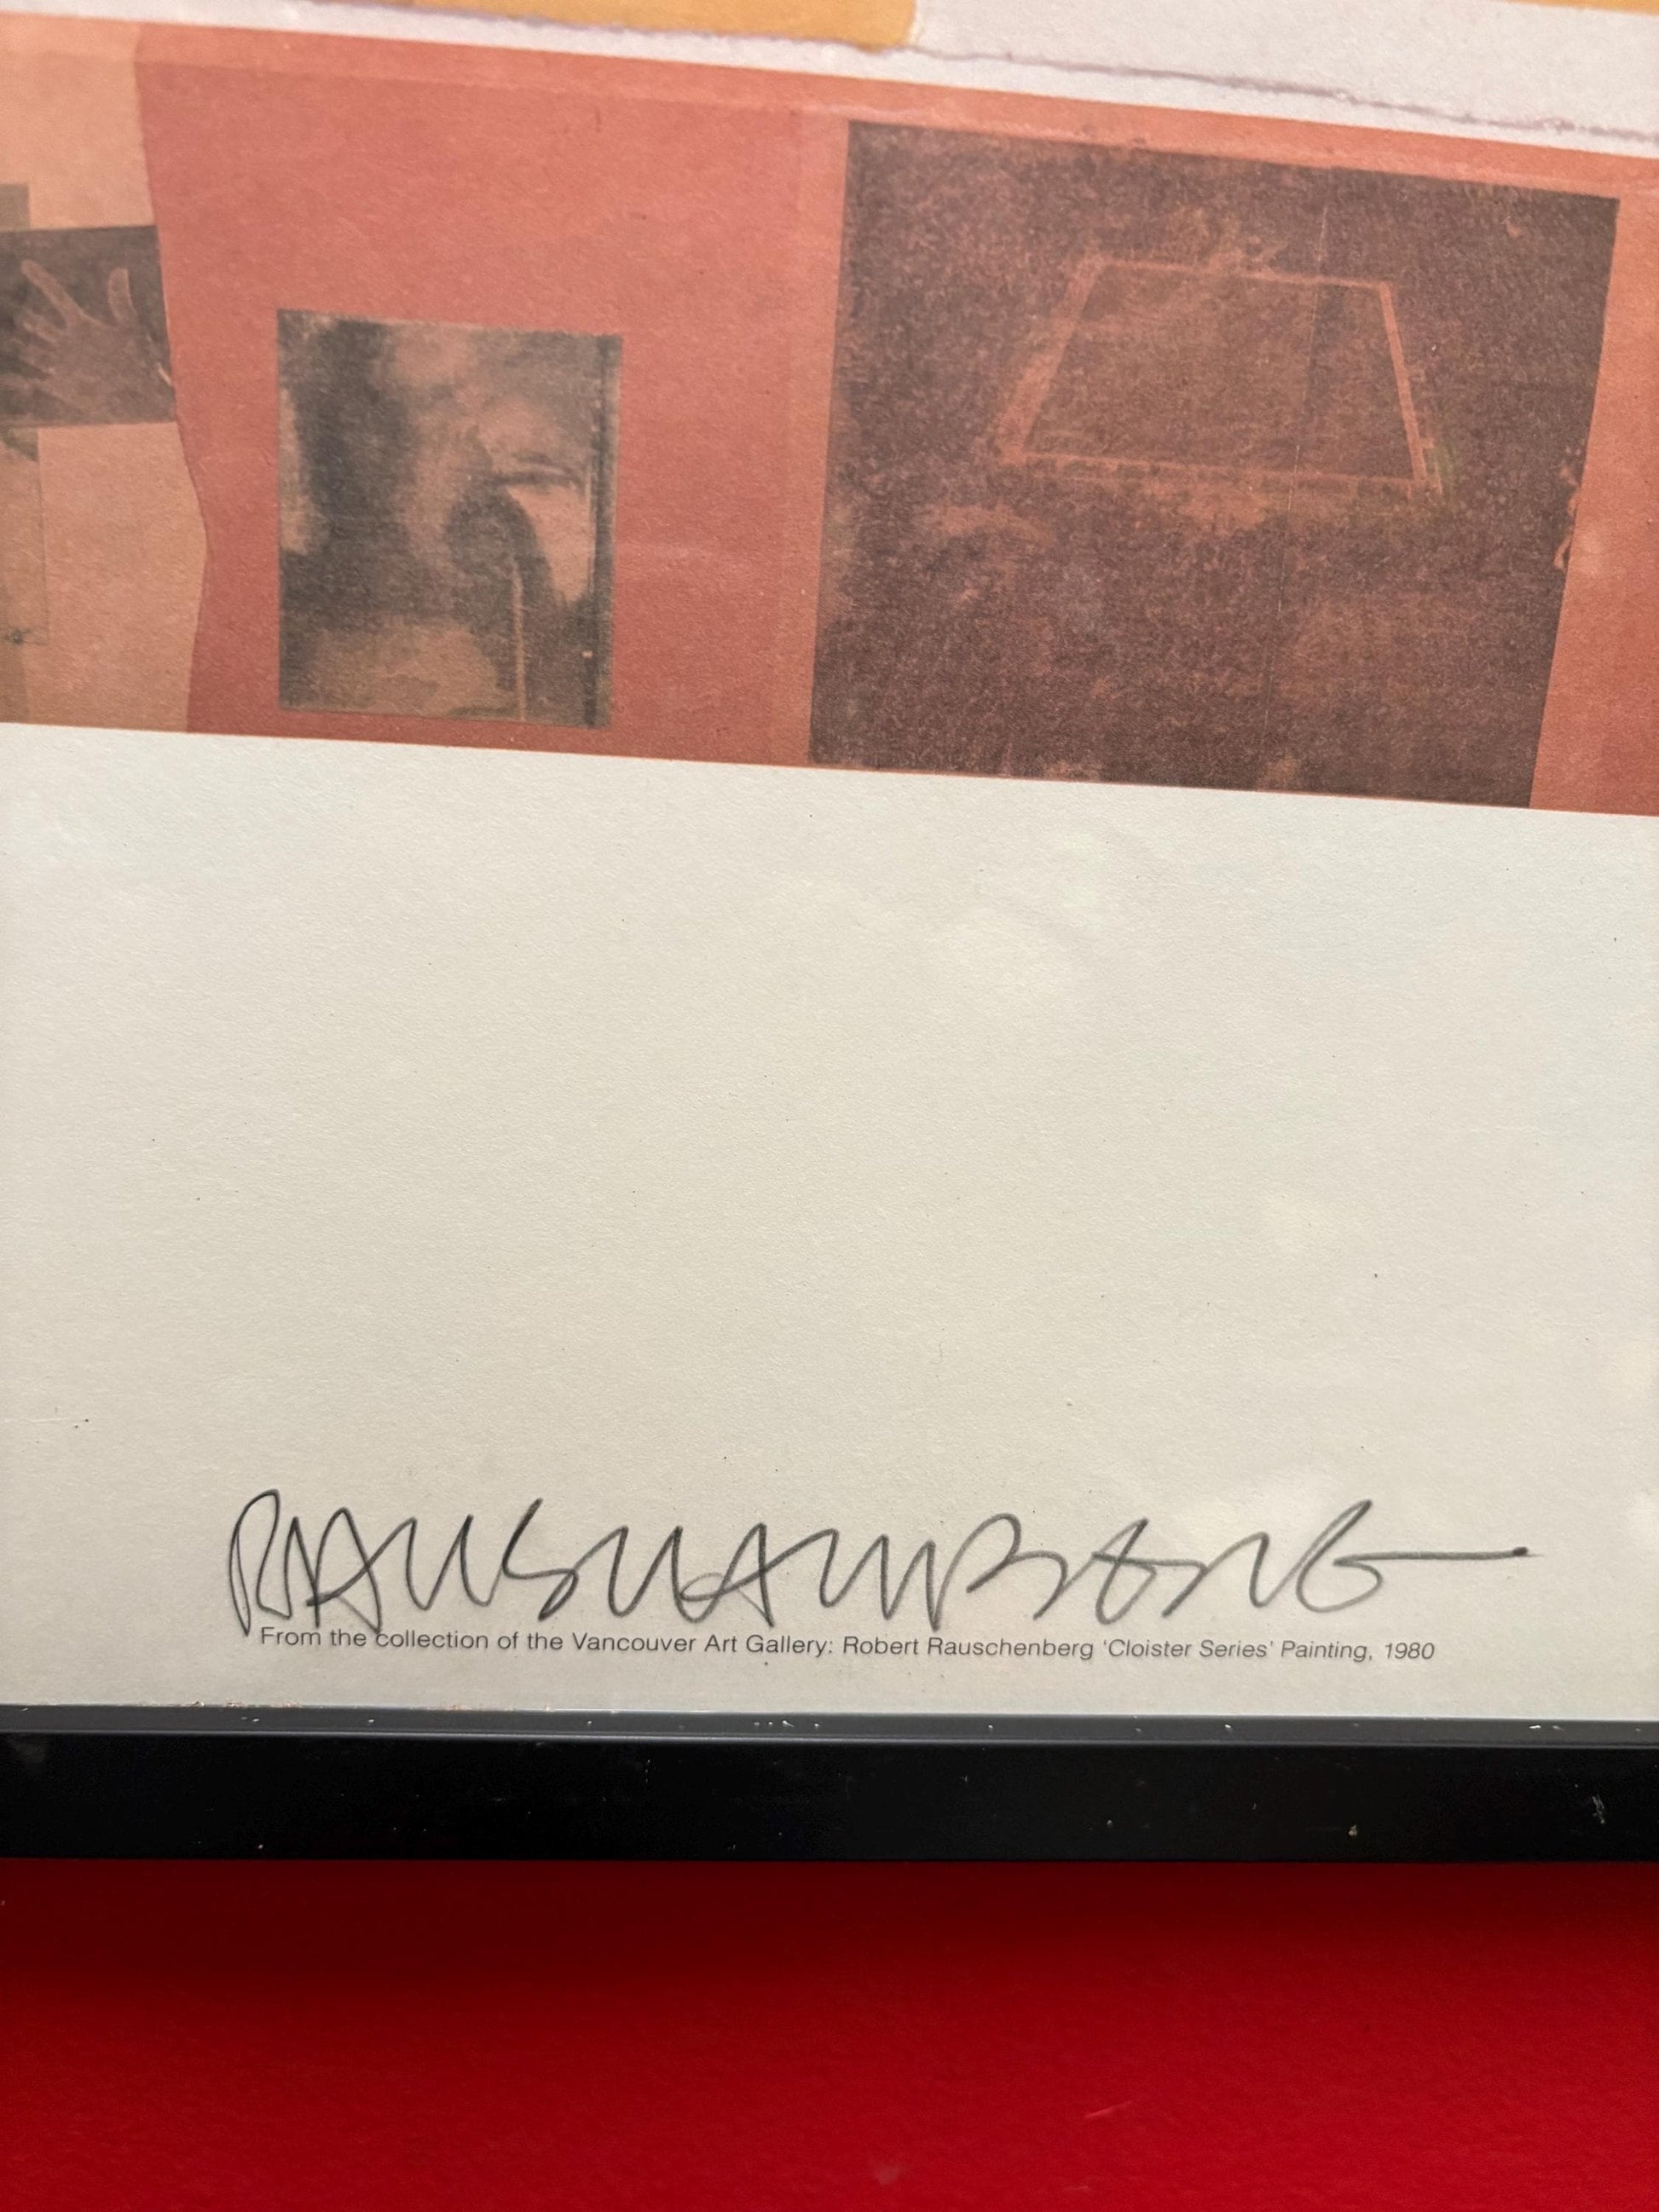 RAUSCHENBERG
From the collection of the Vancouver Art Gallery: Robert Rauschenberg 'Cloister Series' Painting, 1980